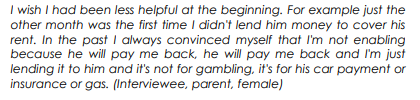 I wish I had been less helpful at the beginning. For example just the
other month was the first time I didn't lend him money to cover his
rent. In the past I always convinced myself that I'm not enabling
because he will pay me back, he will pay me back and I'm just
lending it to him and it's not for gambling, it's for his car payment or
insurance or gas. (Interviewee, parent, female)